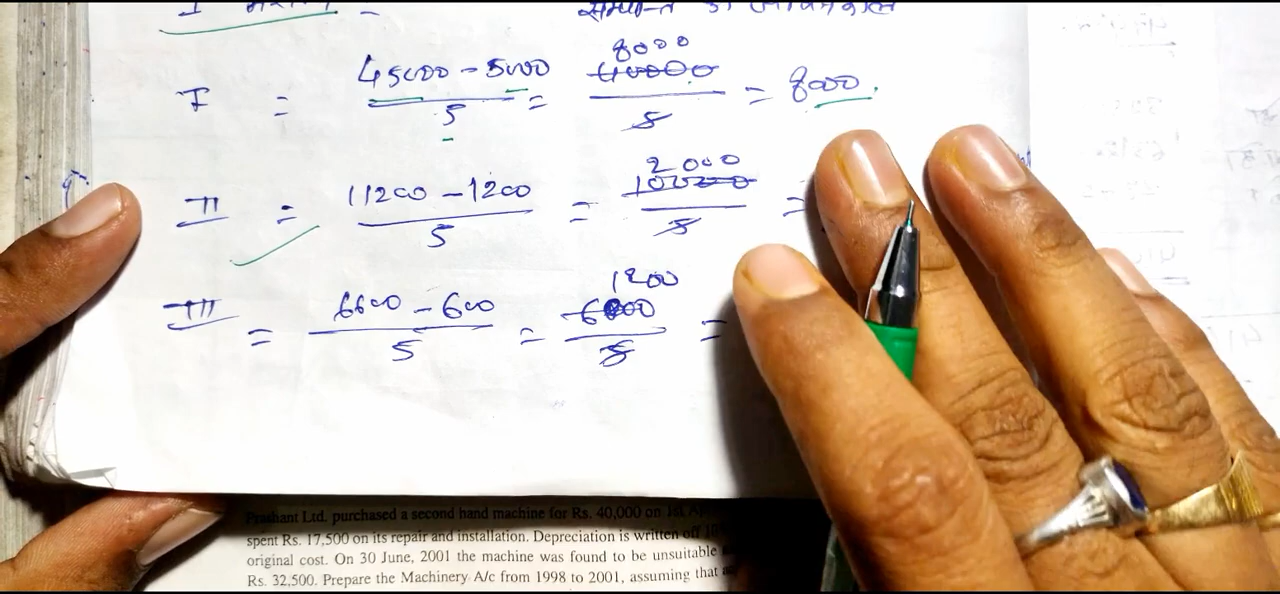 I =
I = 45000 - 5000 / 5 = 40000 / 5 8000 = 8000.
II = 11200 - 1200 / 5 = 10000 / 5 2000 =
III = 6600 - 600 / 5 = 6000 / 5 1200 =
Prashant Ltd. purchased a second hand machine for Rs. 40,000 on 1st
spent Rs. 17,500 on its repair and installation. Depreciation is written off
original cost. On 30 June, 2001 the machine was found to be unsuitable
Rs. 32,500. Prepare the Machinery A/c from 1998 to 2001, assuming that